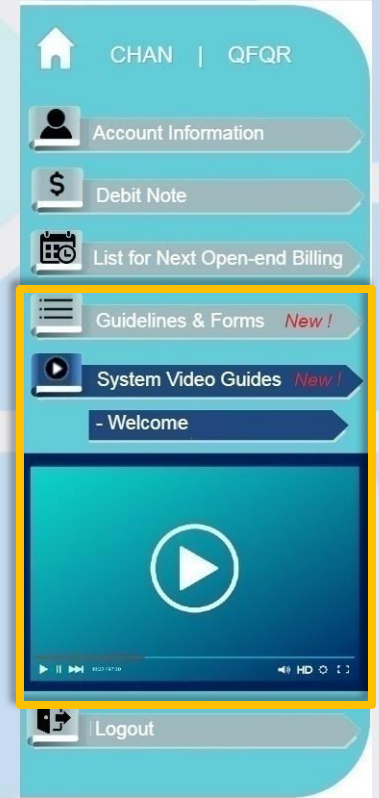 CHAN | QFQR
Account Information
$
Debit Note
List for Next Open-end Billing
Guidelines & Forms New !
System Video Guides New !
- Welcome
HD
Logout